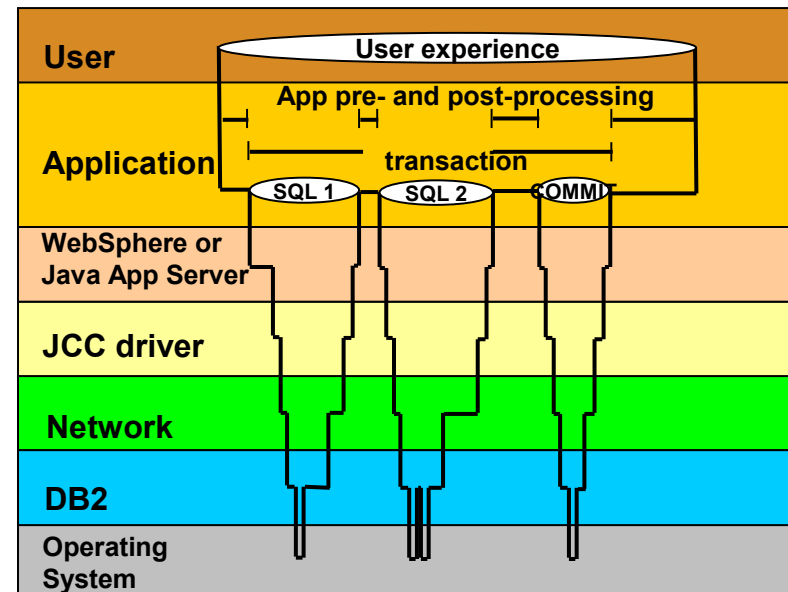 User
User experience
App pre- and post-processing
Application
transaction
SQL 1
SQL 2
COMMIT
WebSphere or
Java App Server
JCC driver
Network
DB2
Operating
System